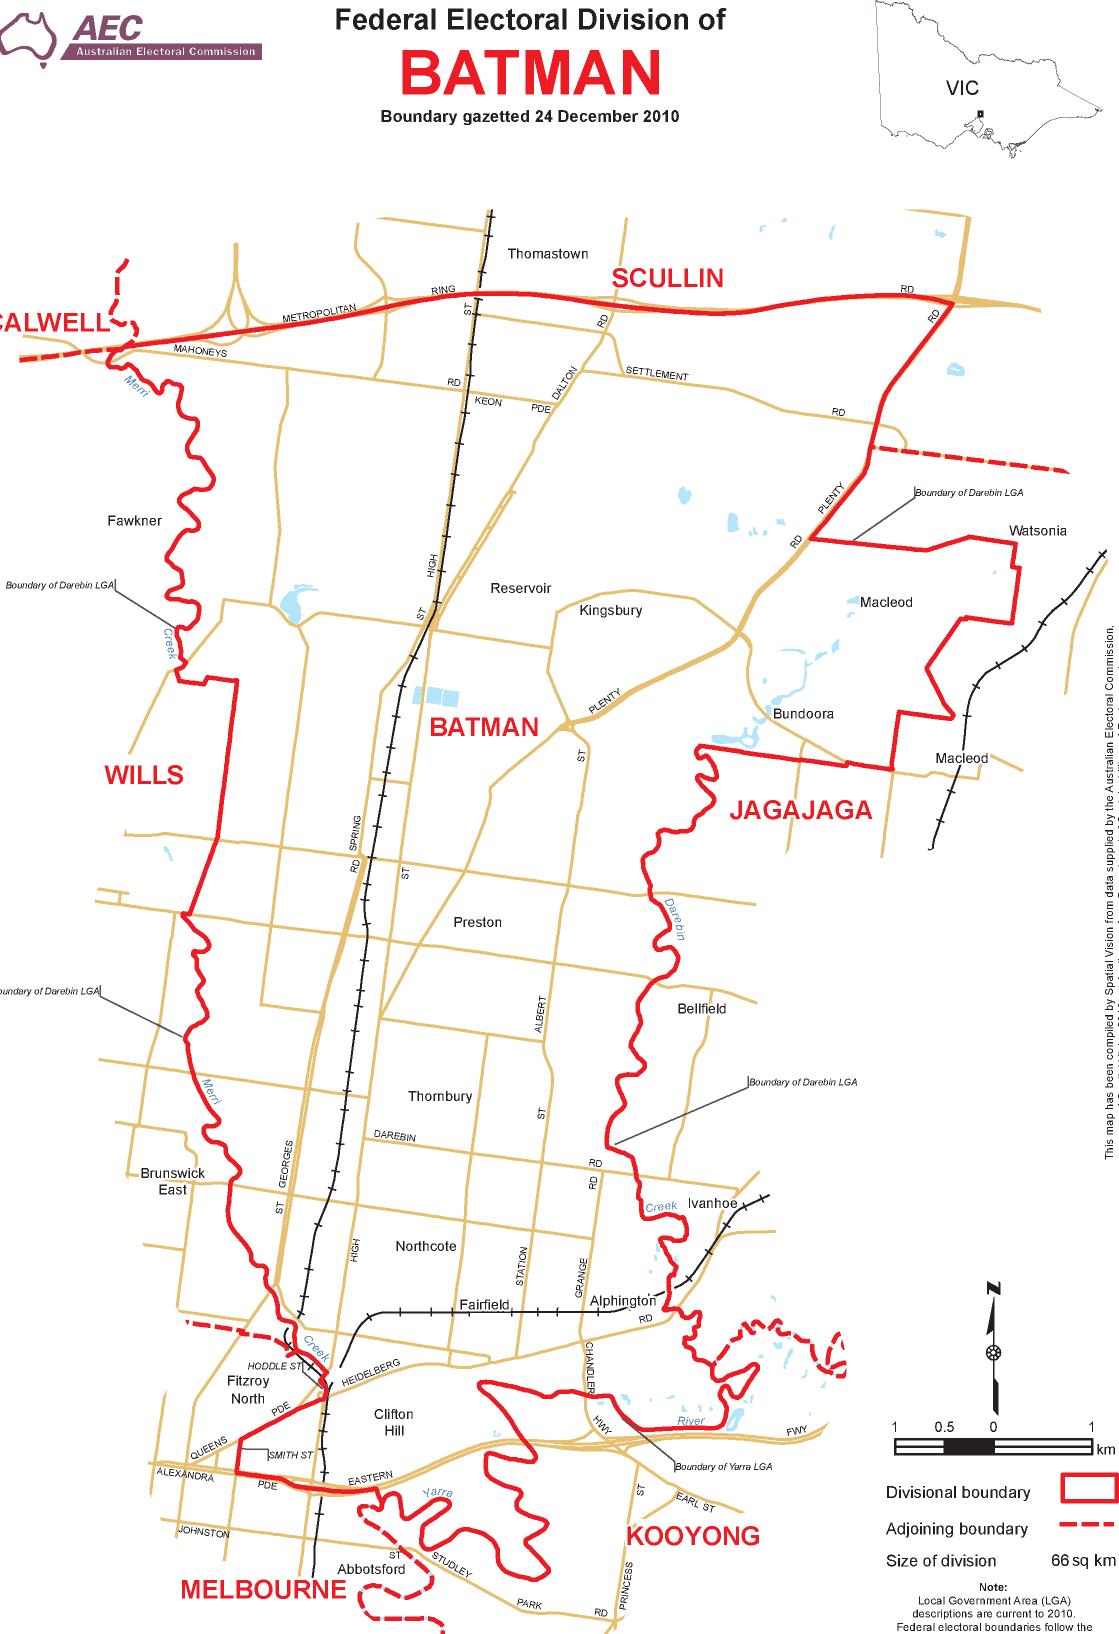 AEC
Australian Electoral Commission
Federal Electoral Division of
BATMAN
Boundary gazetted 24 December 2010
VIC
Thomastown
SCULLIN
RING
RD
METROPOLITAN
ST
RD
RD
CALWELL
MAHONEYS
RD
KEON
PDE
DALTON
SETTLEMENT
RD
Merri
PLENTY
Boundary of Darebin LGA
Fawkner
Watsonia
RD
HIGH
Boundary of Darebin LGA
Reservoir
Kingsbury
Macleod
ST
Creek
PLENTY
Bundoora
BATMAN
ST
Macleod
WILLS
JAGAJAGA
SPRING
RD
ST
Darebin
Preston
Boundary of Darebin LGA
ALBERT
Bellfield
Merri
Thornbury
Boundary of Darebin LGA
ST
DAREBIN
RD
GEORGES
Brunswick
East
RD
ST
Creek
Ivanhoe
HIGH
Northcote
STATION
GRANGE
Fairfield
Alphington
RD
Creek
HODDLE ST
Fitzroy
North
HEIDELBERG
CHANDLER
PDE
Clifton
Hill
HWY
River
FWY
QUEENS
SMITH ST
Boundary of Yarra LGA
ALEXANDRA
PDE
EASTERN
Yarra
ST
EARL ST
JOHNSTON
ST
KOOYONG
Abbotsford
STUDLEY
MELBOURNE
PARK
RD
PRINCESS
N
1 0.5 0 1
km
Divisional boundary
Adjoining boundary
Size of division 66 sq km
Note:
Local Government Area (LGA)
descriptions are current to 2010.
Federal electoral boundaries follow the
This map has been compiled by Spatial Vision from data supplied by the Australian Electoral Commission,